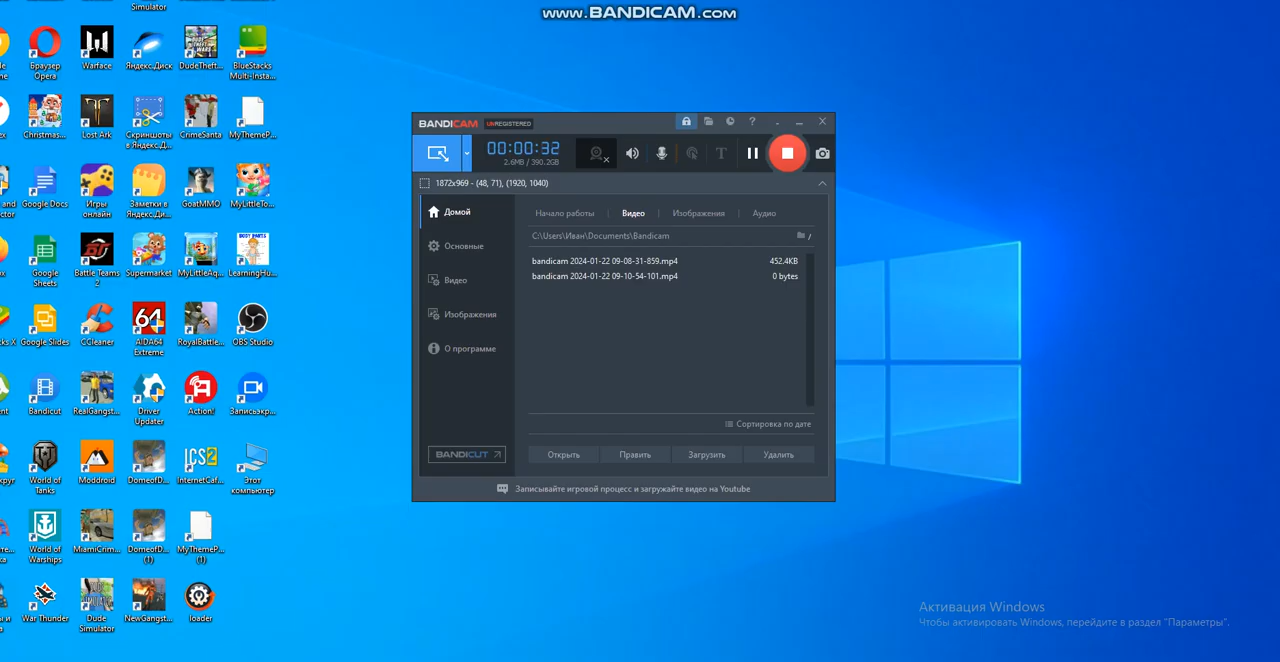 www.BANDICAM.com
Simulator
Браузер Opera
Warface
Яндекс.Диск
DudeTheft...
BlueStacks Multi-Insta...
Christmas...
Lost Ark
Скриншоты в Яндекс.Д...
CrimeSanta
MyThemeP...
Google Docs
Игры онлайн
Заметки в Яндекс.Ди...
GoatMMO
MyLittleTo...
Google Sheets
Battle Teams 2
Supermarket
MyLittleAq...
LearningHu...
Google Slides
CCleaner
64
AIDA64 Extreme
RoyalBattle...
OBS Studio
Bandicut
RealGangst...
Driver Updater
Action!
Записьэкр...
World of Tanks
Moddroid
DomeofD...
ICS2
InternetCaf...
Этот компьютер
World of Warships
MiamiCrim...
DomeofD... (1)
MyThemeP... (1)
War Thunder
Dude Simulator
NewGangst...
loader
BANDICAM UNREGISTERED
00:00:32
2.6MB / 390.2GB
1872x969 - (48, 71), (1920, 1040)
Домой
Основные
Видео
Изображения
О программе
BANDICUT
Начало работы
Видео
Изображения
Аудио
C:\Users\Иван\Documents\Bandicam
bandicam 2024-01-22 09-08-31-859.mp4 452.4KB
bandicam 2024-01-22 09-10-54-101.mp4 0 bytes
Сортировка по дате
Открыть
Править
Загрузить
Удалить
Записывайте игровой процесс и загружайте видео на Youtube
Активация Windows
Чтобы активировать Windows, перейдите в раздел "Параметры".